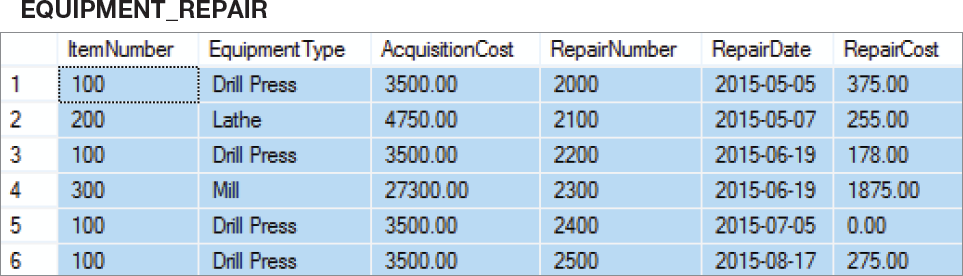 EQUIPMENT_REPAIR
ItemNumber EquipmentType AcquisitionCost RepairNumber RepairDate RepairCost
1 100 Drill Press 3500.00 2000 2015-05-05 375.00
2 200 Lathe 4750.00 2100 2015-05-07 255.00
3 100 Drill Press 3500.00 2200 2015-06-19 178.00
4 300 Mill 27300.00 2300 2015-06-19 1875.00
5 100 Drill Press 3500.00 2400 2015-07-05 0.00
6 100 Drill Press 3500.00 2500 2015-08-17 275.00